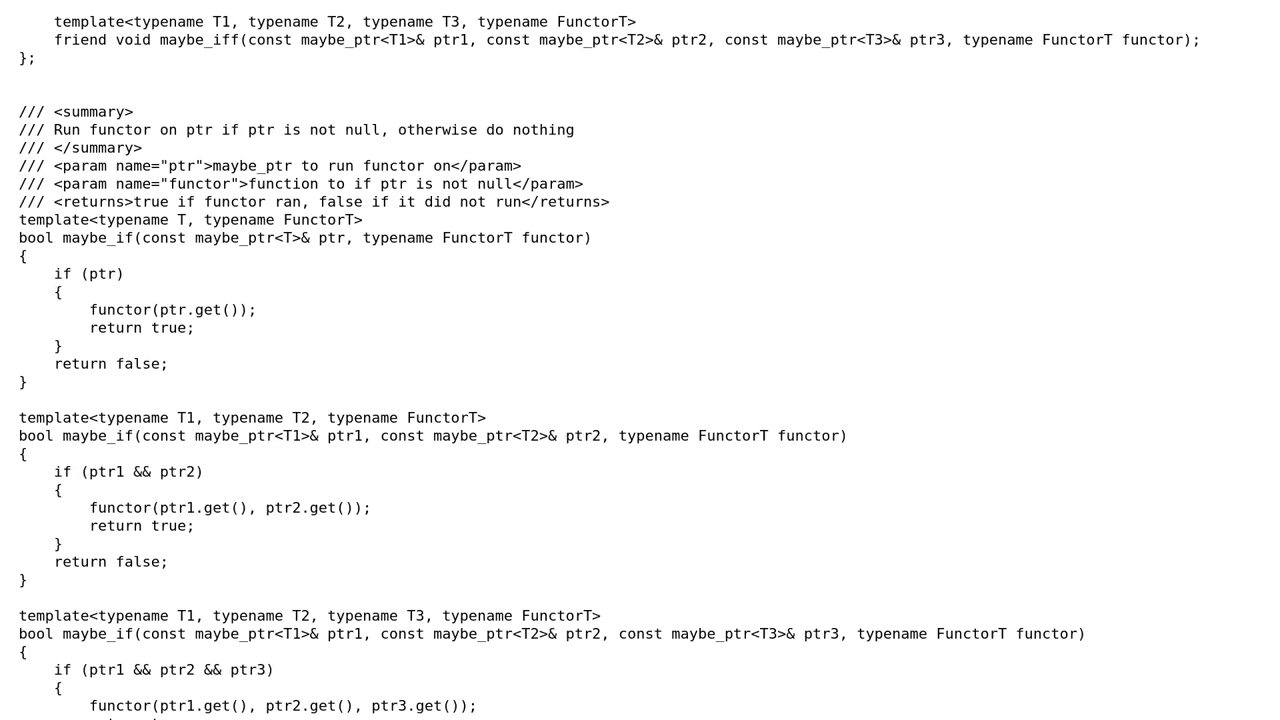 template<typename T1, typename T2, typename T3, typename FunctorT>
    friend void maybe_iff(const maybe_ptr<T1>& ptr1, const maybe_ptr<T2>& ptr2, const maybe_ptr<T3>& ptr3, typename FunctorT functor);
};
/// <summary>
/// Run functor on ptr if ptr is not null, otherwise do nothing
/// </summary>
/// <param name="ptr">maybe_ptr to run functor on</param>
/// <param name="functor">function to if ptr is not null</param>
/// <returns>true if functor ran, false if it did not run</returns>
template<typename T, typename FunctorT>
bool maybe_if(const maybe_ptr<T>& ptr, typename FunctorT functor)
{
    if (ptr)
    {
        functor(ptr.get());
        return true;
    }
    return false;
}
template<typename T1, typename T2, typename FunctorT>
bool maybe_if(const maybe_ptr<T1>& ptr1, const maybe_ptr<T2>& ptr2, typename FunctorT functor)
{
    if (ptr1 && ptr2)
    {
        functor(ptr1.get(), ptr2.get());
        return true;
    }
    return false;
}
template<typename T1, typename T2, typename T3, typename FunctorT>
bool maybe_if(const maybe_ptr<T1>& ptr1, const maybe_ptr<T2>& ptr2, const maybe_ptr<T3>& ptr3, typename FunctorT functor)
{
    if (ptr1 && ptr2 && ptr3)
    {
        functor(ptr1.get(), ptr2.get(), ptr3.get());